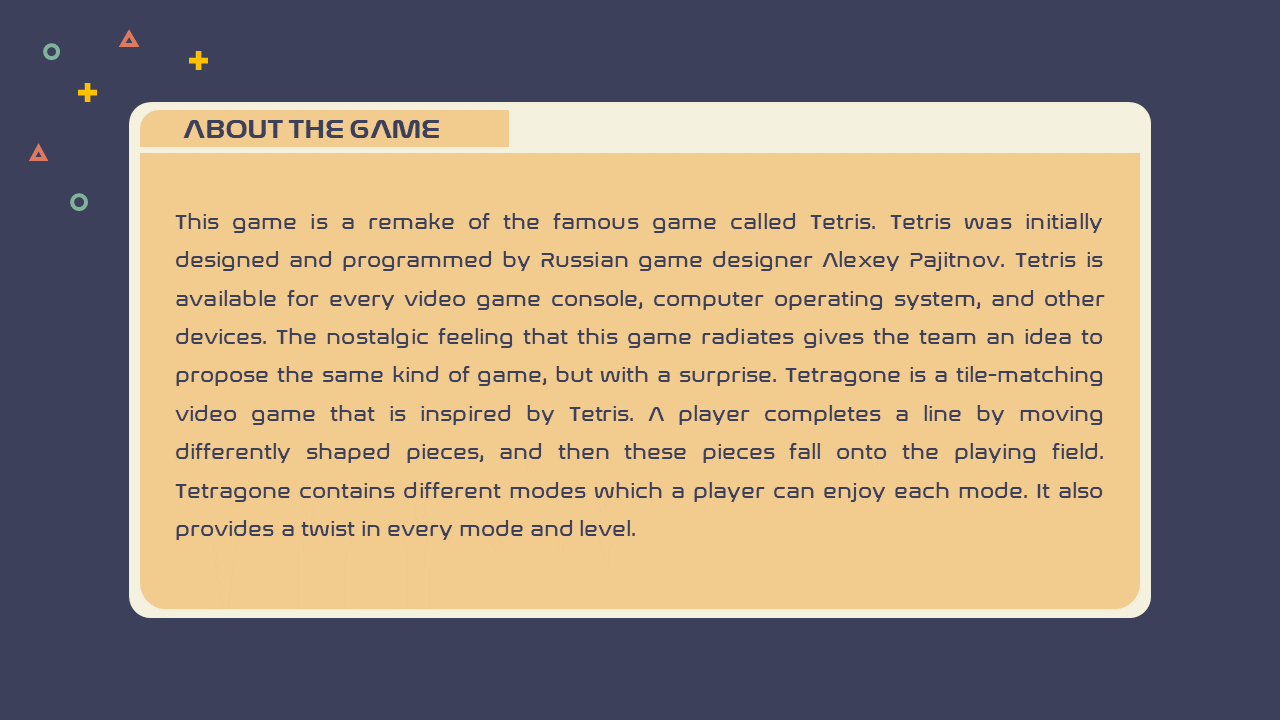 ABOUT THE GAME
This game is a remake of the famous game called Tetris. Tetris was initially
designed and programmed by Russian game designer Alexey Pajitnov. Tetris is
available for every video game console, computer operating system, and other
devices. The nostalgic feeling that this game radiates gives the team an idea to
propose the same kind of game, but with a surprise. Tetragone is a tile-matching
video game that is inspired by Tetris. A player completes a line by moving
differently shaped pieces, and then these pieces fall onto the playing field.
Tetragone contains different modes which a player can enjoy each mode. It also
provides a twist in every mode and level.